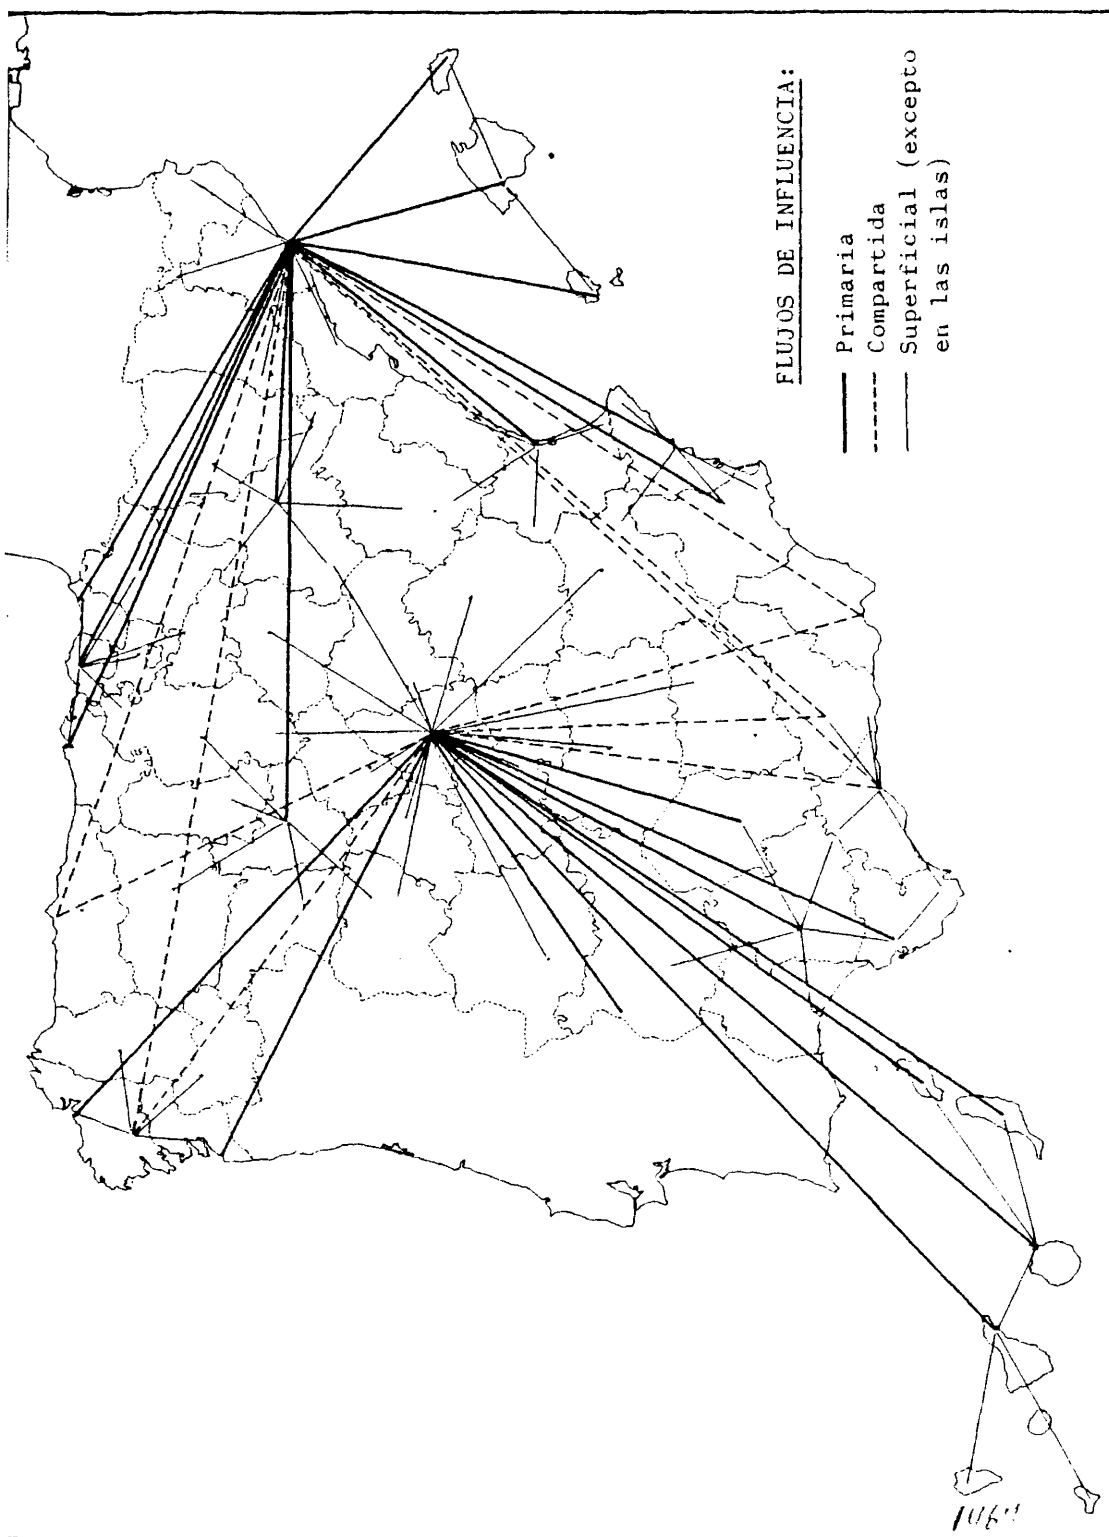 FLUJOS DE INFLUENCIA:
Primaria
Compartida
Superficial (excepto
en las islas)